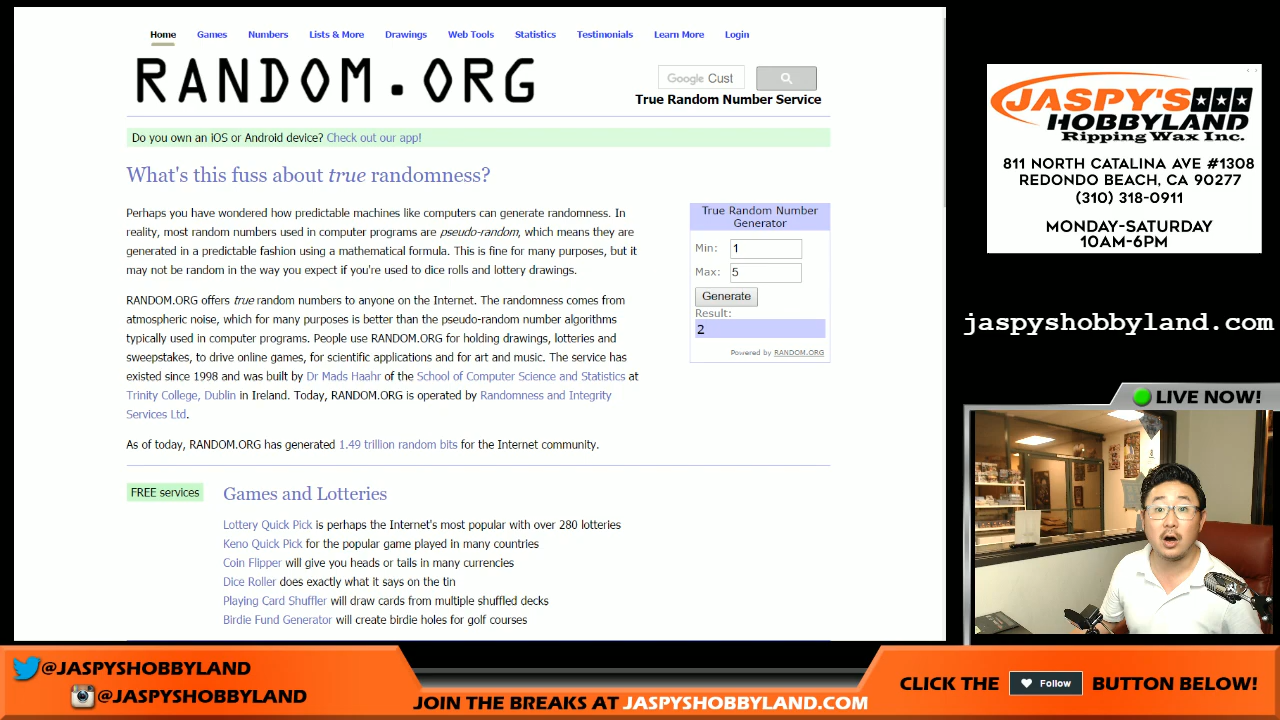 Home Games Numbers Lists & More Drawings Web Tools Statistics Testimonials Learn More Login
RANDOM.ORG
Google Cust
True Random Number Service
Do you own an iOS or Android device? Check out our app!
What's this fuss about true randomness?
Perhaps you have wondered how predictable machines like computers can generate randomness. In
reality, most random numbers used in computer programs are pseudo-random, which means they are
generated in a predictable fashion using a mathematical formula. This is fine for many purposes, but it
may not be random in the way you expect if you're used to dice rolls and lottery drawings.
RANDOM.ORG offers true random numbers to anyone on the Internet. The randomness comes from
atmospheric noise, which for many purposes is better than the pseudo-random number algorithms
typically used in computer programs. People use RANDOM.ORG for holding drawings, lotteries and
sweepstakes, to drive online games, for scientific applications and for art and music. The service has
existed since 1998 and was built by Dr Mads Haahr of the School of Computer Science and Statistics at
Trinity College, Dublin in Ireland. Today, RANDOM.ORG is operated by Randomness and Integrity
Services Ltd.
As of today, RANDOM.ORG has generated 1.49 trillion random bits for the Internet community.
True Random Number
Generator
Min: 1
Max: 5
Generate
Result:
2
Powered by RANDOM.ORG
FREE services
Games and Lotteries
Lottery Quick Pick is perhaps the Internet's most popular with over 280 lotteries
Keno Quick Pick for the popular game played in many countries
Coin Flipper will give you heads or tails in many currencies
Dice Roller does exactly what it says on the tin
Playing Card Shuffler will draw cards from multiple shuffled decks
Birdie Fund Generator will create birdie holes for golf courses
JASPY'S
HOBBYLAND
Ripping Wax Inc.
811 NORTH CATALINA AVE #1308
REDONDO BEACH, CA 90277
(310) 318-0911
MONDAY-SATURDAY
10AM-6PM
jaspyshobbyland.com
LIVE NOW!
@JASPYSHOBBYLAND
@JASPYSHOBBYLAND
JOIN THE BREAKS AT JASPYSHOBBYLAND.COM
CLICK THE Follow BUTTON BELOW!